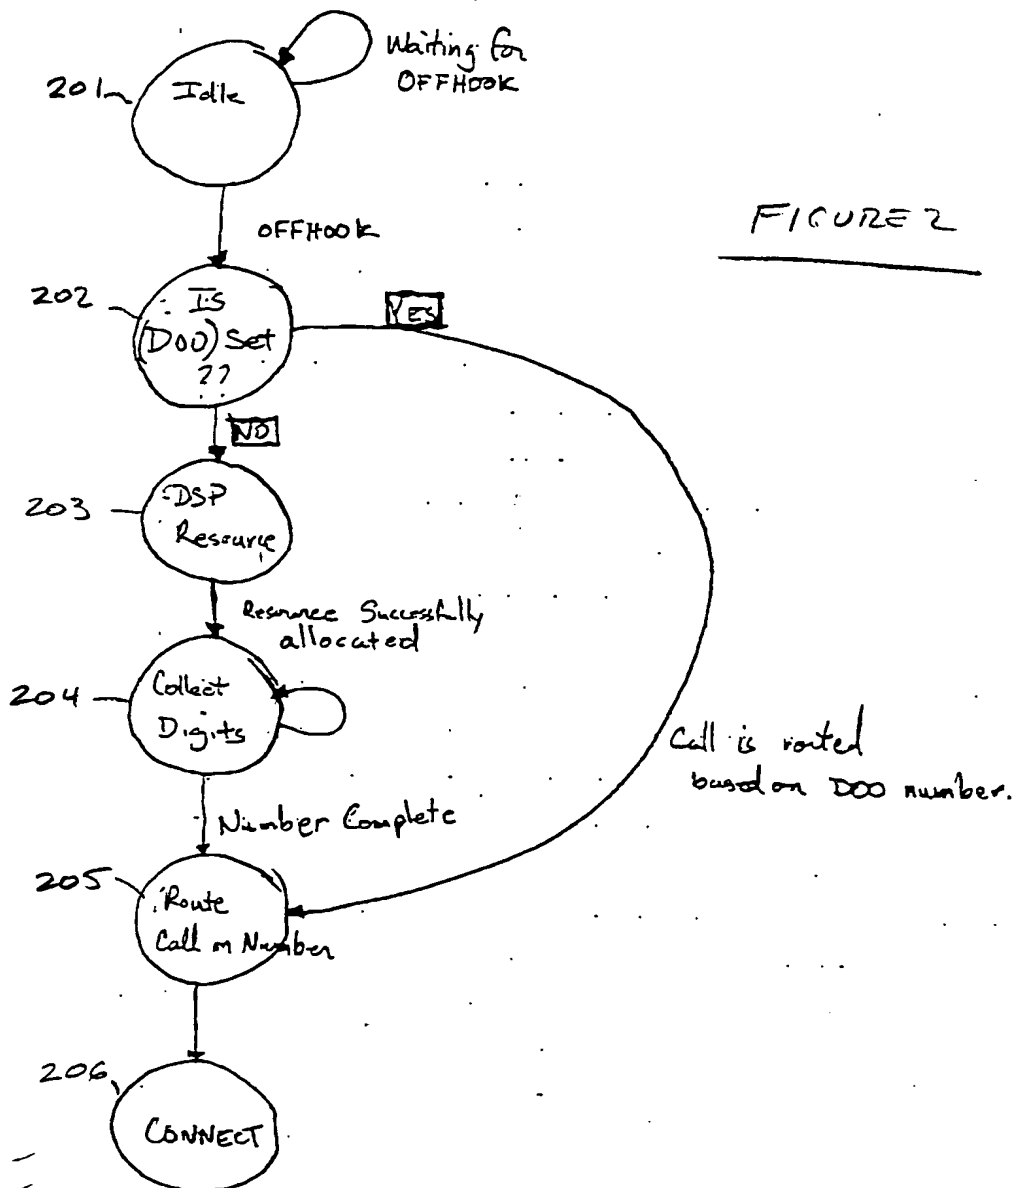 Waiting for
OFFHOOK
201
Idle
FIGURE 2
OFFHOOK
202
Is
(DOO) Set
??
YES
NO
203
DSP
Resource
Resource Successfully
allocated
204
Collect
Digits
Call is routed
based on DOO number.
Number Complete
205
Route
Call on Number
206
CONNECT